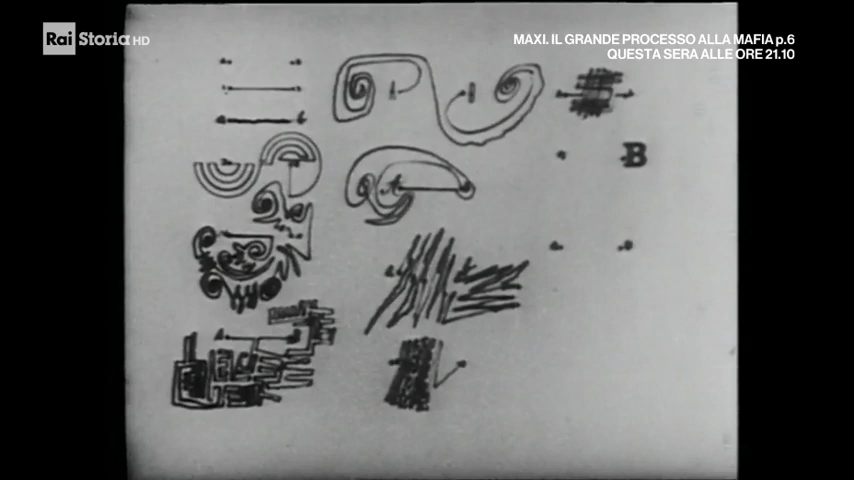 Rai Storia HD
MAXI. IL GRANDE PROCESSO ALLA MAFIA p.6
QUESTA SERA ALLE ORE 21.10
A
B